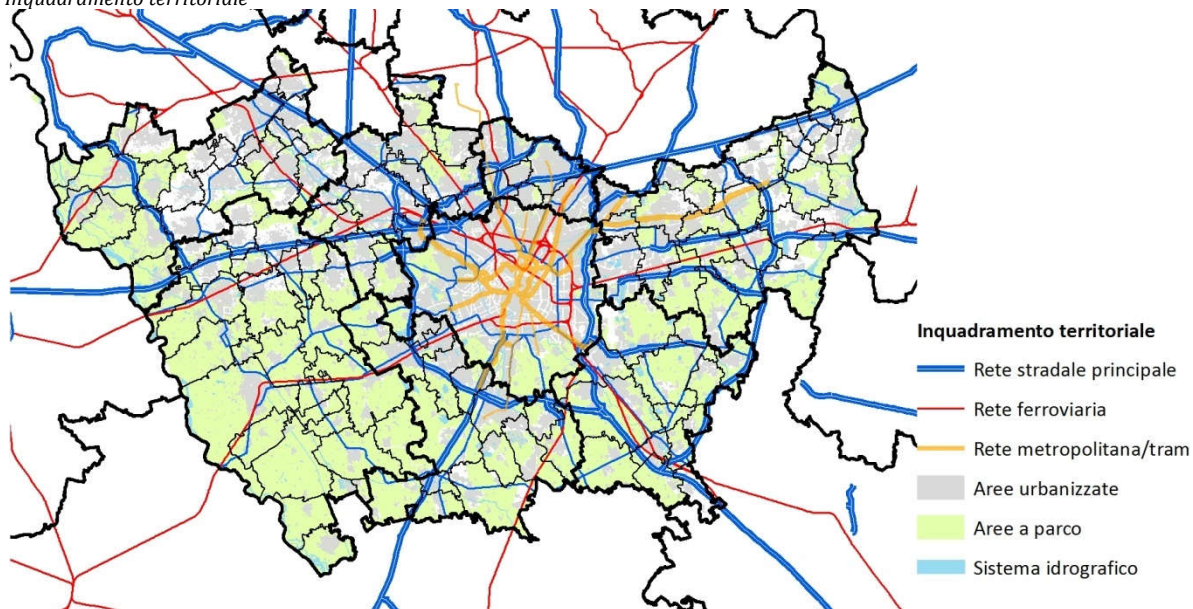 Inquadramento territoriale
Inquadramento territoriale
Rete stradale principale
Rete ferroviaria
Rete metropolitana/tram
Aree urbanizzate
Aree a parco
Sistema idrografico